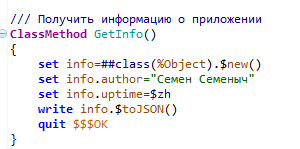 /// Получить информацию о приложении
ClassMethod GetInfo()
{
set info=##class(%Object).$new()
set info.author="Семен Семеныч"
set info.uptime=$zh
write info.$toJSON()
quit $$$OK
}